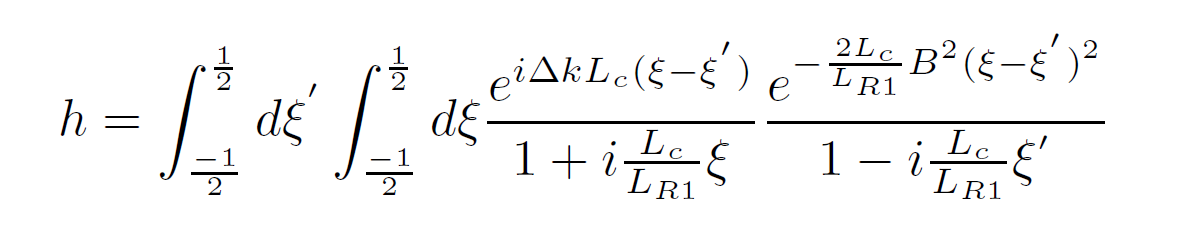 h = \int_{\frac{-1}{2}}^{\frac{1}{2}} d\xi^{'} \int_{\frac{-1}{2}}^{\frac{1}{2}} d\xi \frac{e^{i\Delta k L_c(\xi-\xi^{'})}}{1+i\frac{L_c}{L_{R1}}\xi} \frac{e^{-\frac{2L_c}{L_{R1}}B^2(\xi-\xi^{'})^2}}{1-i\frac{L_c}{L_{R1}}\xi'}